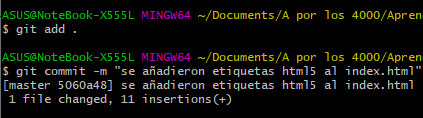 ASUS@NoteBook-X555L MINGW64 ~/Documents/A por los 4000/Apren
$ git add .
ASUS@NoteBook-X555L MINGW64 ~/Documents/A por los 4000/Apren
$ git commit -m "se añadieron etiquetas html5 al index.html"
[master 5060a48] se añadieron etiquetas html5 al index.html
1 file changed, 11 insertions(+)